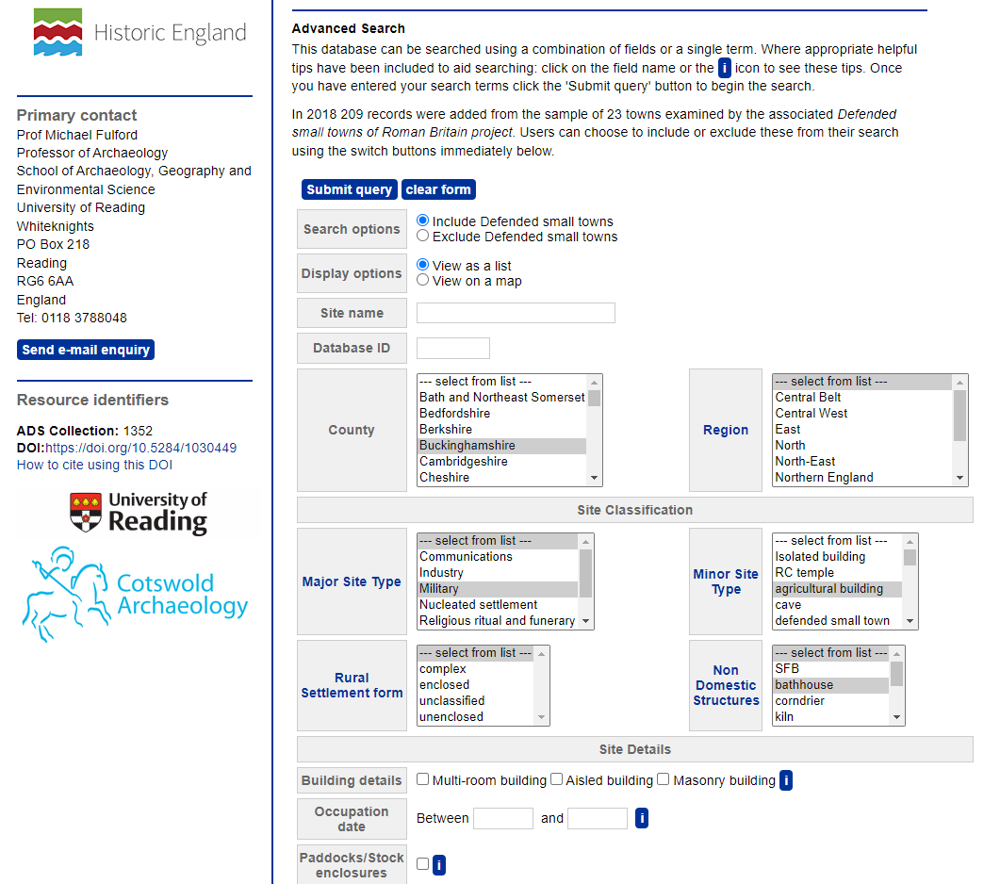 Historic England
Primary contact
Prof Michael Fulford
Professor of Archaeology
School of Archaeology, Geography and
Environmental Science
University of Reading
Whiteknights
PO Box 218
Reading
RG6 6AA
England
Tel: 0118 3788048
Send e-mail enquiry
Resource identifiers
ADS Collection: 1352
DOI:https://doi.org/10.5284/1030449
How to cite using this DOI
University of
Reading
Cotswold
Archaeology
Advanced Search
This database can be searched using a combination of fields or a single term. Where appropriate helpful
tips have been included to aid searching: click on the field name or the i icon to see these tips. Once
you have entered your search terms click the 'Submit query' button to begin the search.
In 2018 209 records were added from the sample of 23 towns examined by the associated Defended
small towns of Roman Britain project. Users can choose to include or exclude these from their search
using the switch buttons immediately below.
Submit query clear form
Search options
Include Defended small towns
Exclude Defended small towns
Display options
View as a list
View on a map
Site name
Database ID
County
--- select from list ---
Bath and Northeast Somerset
Bedfordshire
Berkshire
Buckinghamshire
Cambridgeshire
Cheshire
Region
--- select from list ---
Central Belt
Central West
East
North
North-East
Northern England
Site Classification
Major Site Type
--- select from list ---
Communications
Industry
Military
Nucleated settlement
Religious ritual and funerary
Minor Site
Type
--- select from list ---
Isolated building
RC temple
agricultural building
cave
defended small town
Rural
Settlement form
--- select from list ---
complex
enclosed
unclassified
unenclosed
Non
Domestic
Structures
--- select from list ---
SFB
bathhouse
corndrier
kiln
Site Details
Building details
Multi-room building Aisled building Masonry building i
Occupation
date
Between and i
Paddocks/Stock
enclosures
i